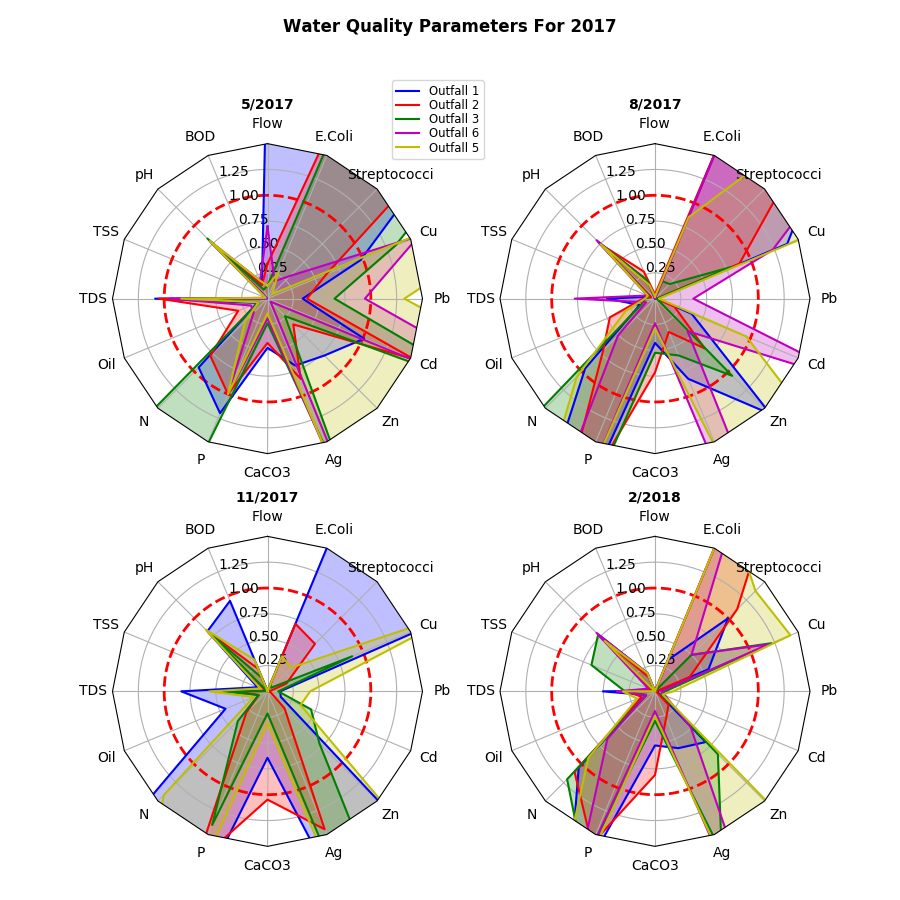 Water Quality Parameters For 2017
Outfall 1
Outfall 2
Outfall 3
Outfall 6
Outfall 5
5/2017
Flow
E.Coli
Streptococci
Cu
Pb
Cd
Zn
Ag
CaCO3
P
N
Oil
TDS
TSS
pH
BOD
0.25
0.50
0.75
1.00
1.25
8/2017
Flow
E.Coli
Streptococci
Cu
Pb
Cd
Zn
Ag
CaCO3
P
N
Oil
TDS
TSS
pH
BOD
0.25
0.50
0.75
1.00
1.25
11/2017
Flow
E.Coli
Streptococci
Cu
Pb
Cd
Zn
Ag
CaCO3
P
N
Oil
TDS
TSS
pH
BOD
0.25
0.50
0.75
1.00
1.25
2/2018
Flow
E.Coli
Streptococci
Cu
Pb
Cd
Zn
Ag
CaCO3
P
N
Oil
TDS
TSS
pH
BOD
0.25
0.50
0.75
1.00
1.25